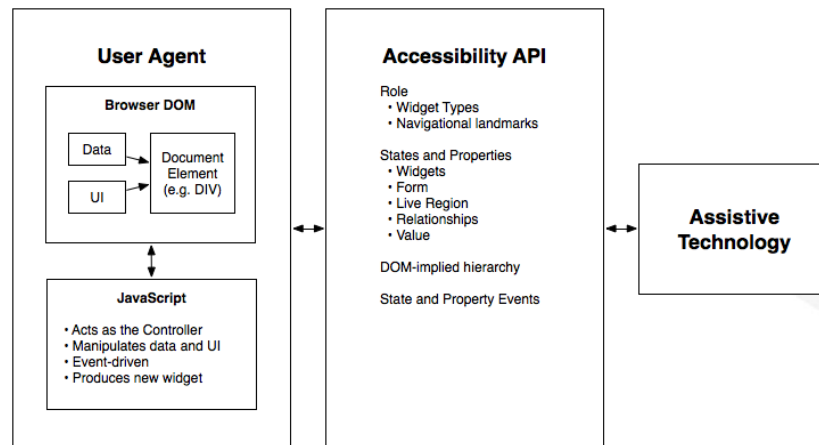 User Agent
Browser DOM
Data
UI
Document
Element
(e.g. DIV)
JavaScript
• Acts as the Controller
• Manipulates data and UI
• Event-driven
• Produces new widget
Accessibility API
Role
• Widget Types
• Navigational landmarks
States and Properties
• Widgets
• Form
• Live Region
• Relationships
• Value
DOM-implied hierarchy
State and Property Events
Assistive
Technology